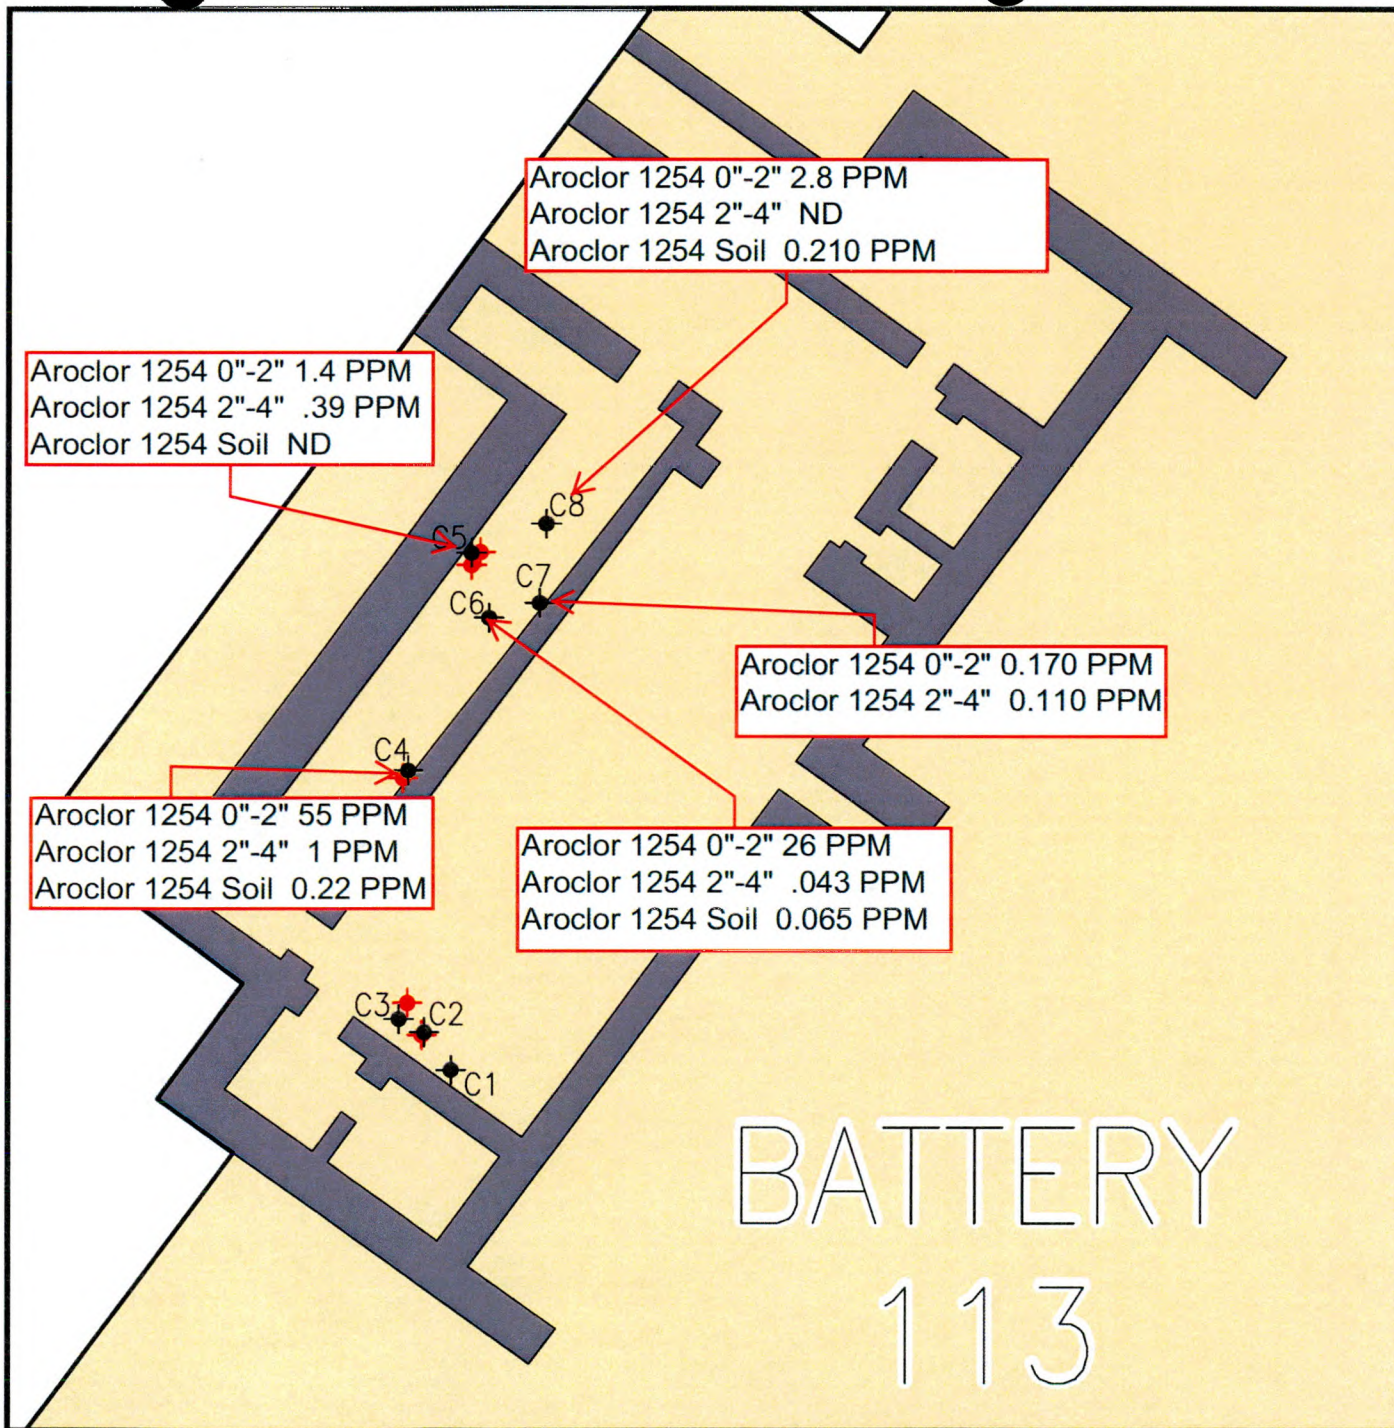 Aroclor 1254 0"-2" 2.8 PPM
Aroclor 1254 2"-4" ND
Aroclor 1254 Soil 0.210 PPM
Aroclor 1254 0"-2" 1.4 PPM
Aroclor 1254 2"-4" .39 PPM
Aroclor 1254 Soil ND
C8
C5
C7
C6
Aroclor 1254 0"-2" 0.170 PPM
Aroclor 1254 2"-4" 0.110 PPM
C4
Aroclor 1254 0"-2" 55 PPM
Aroclor 1254 2"-4" 1 PPM
Aroclor 1254 Soil 0.22 PPM
Aroclor 1254 0"-2" 26 PPM
Aroclor 1254 2"-4" .043 PPM
Aroclor 1254 Soil 0.065 PPM
C3
C2
C1
BATTERY
113